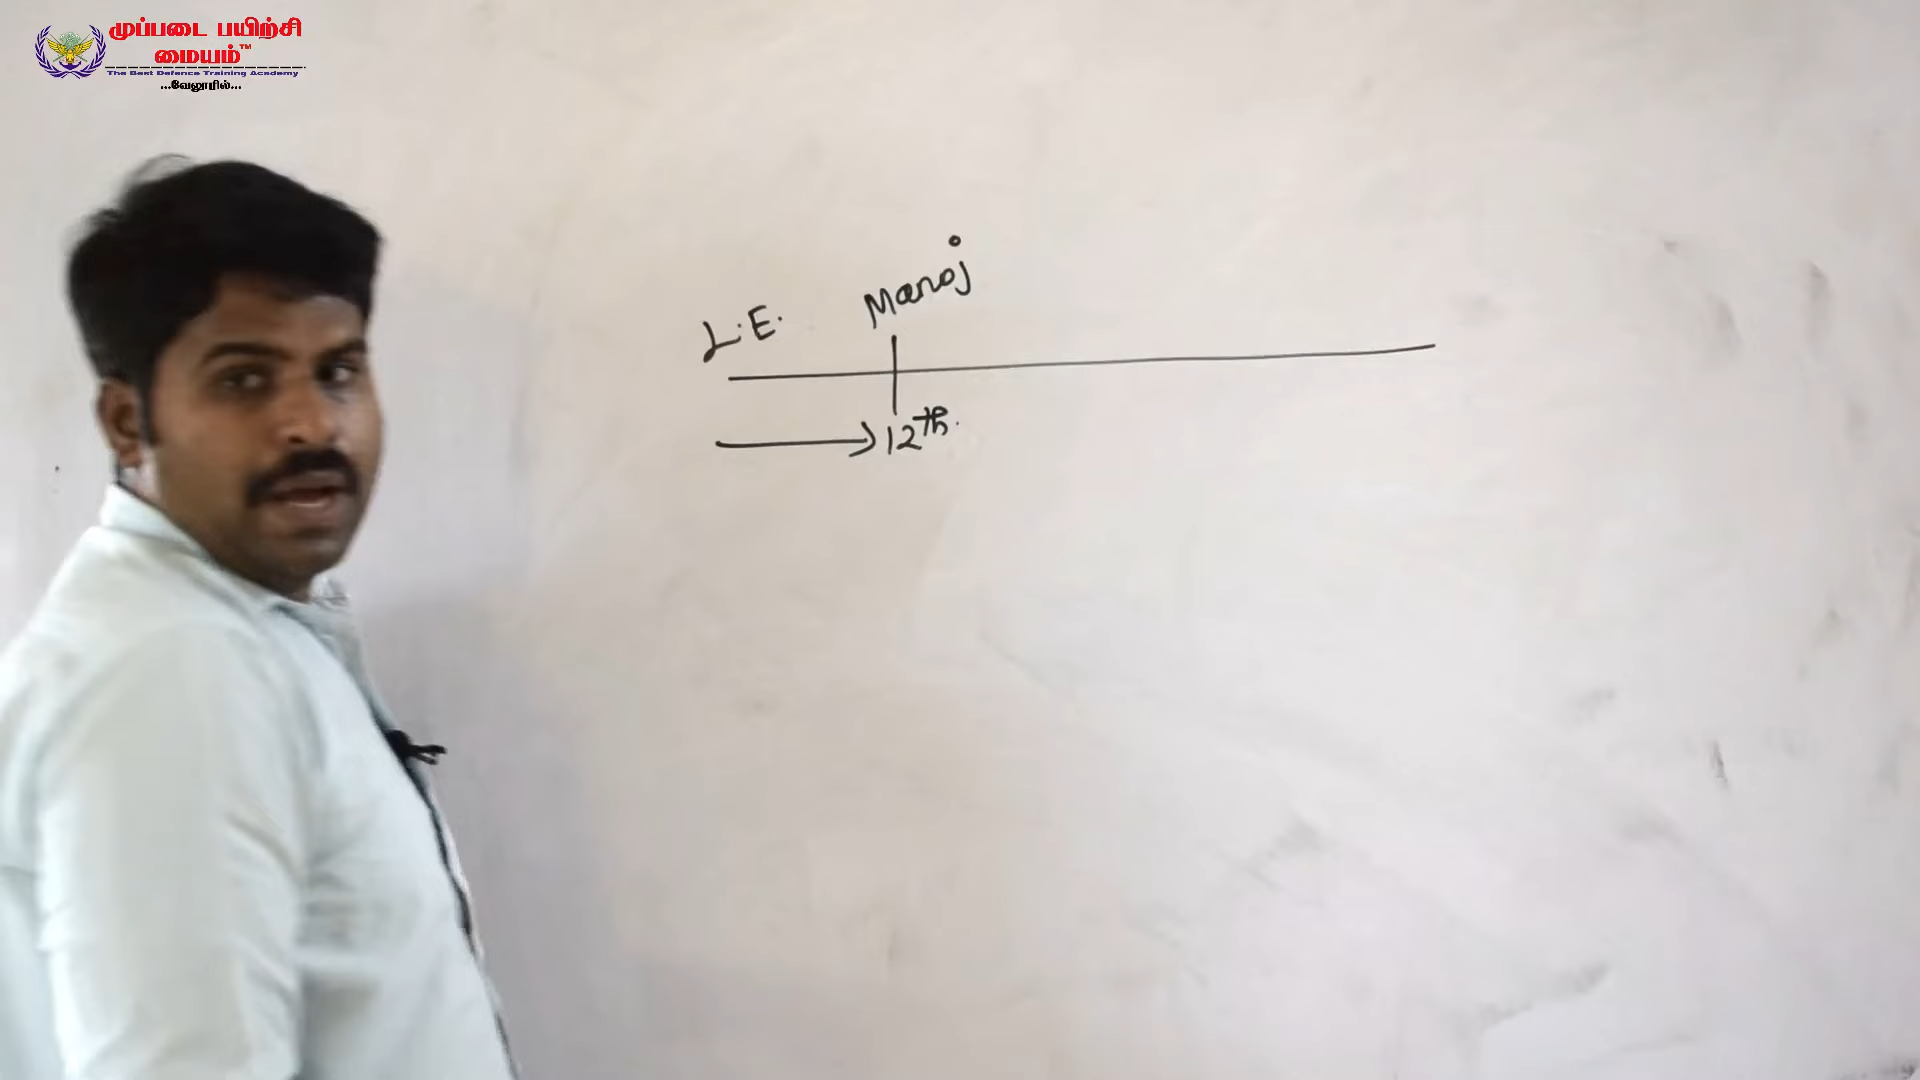 முப்படை பயிற்சி
மையம்™
The Best Defence Training Academy
...வேலூரில்...
L.E. Manoj
12th.